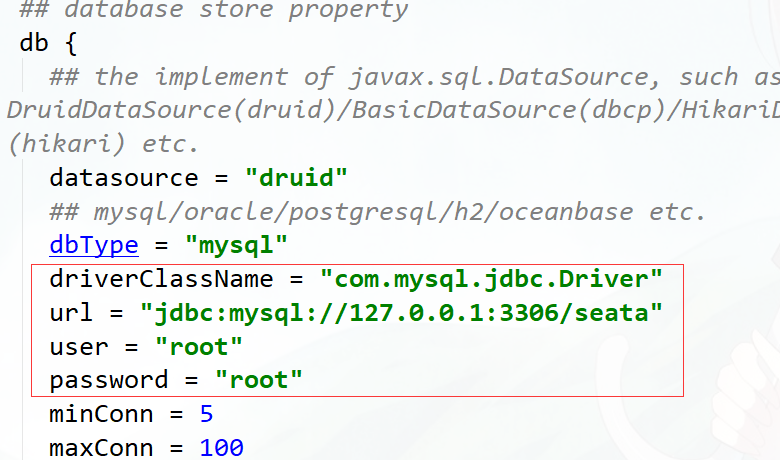 ## database store property
db {
## the implement of javax.sql.DataSource, such as
DruidDataSource(druid)/BasicDataSource(dbcp)/HikariD
(hikari) etc.
datasource = "druid"
## mysql/oracle/postgresql/h2/oceanbase etc.
dbType = "mysql"
driverClassName = "com.mysql.jdbc.Driver"
url = "jdbc:mysql://127.0.0.1:3306/seata"
user = "root"
password = "root"
minConn = 5
maxConn = 100